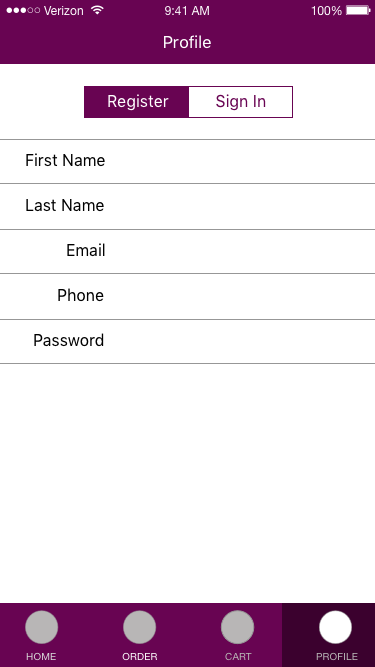 Verizon 9:41 AM 100%
Profile
Register Sign In
First Name
Last Name
Email
Phone
Password
HOME ORDER CART PROFILE